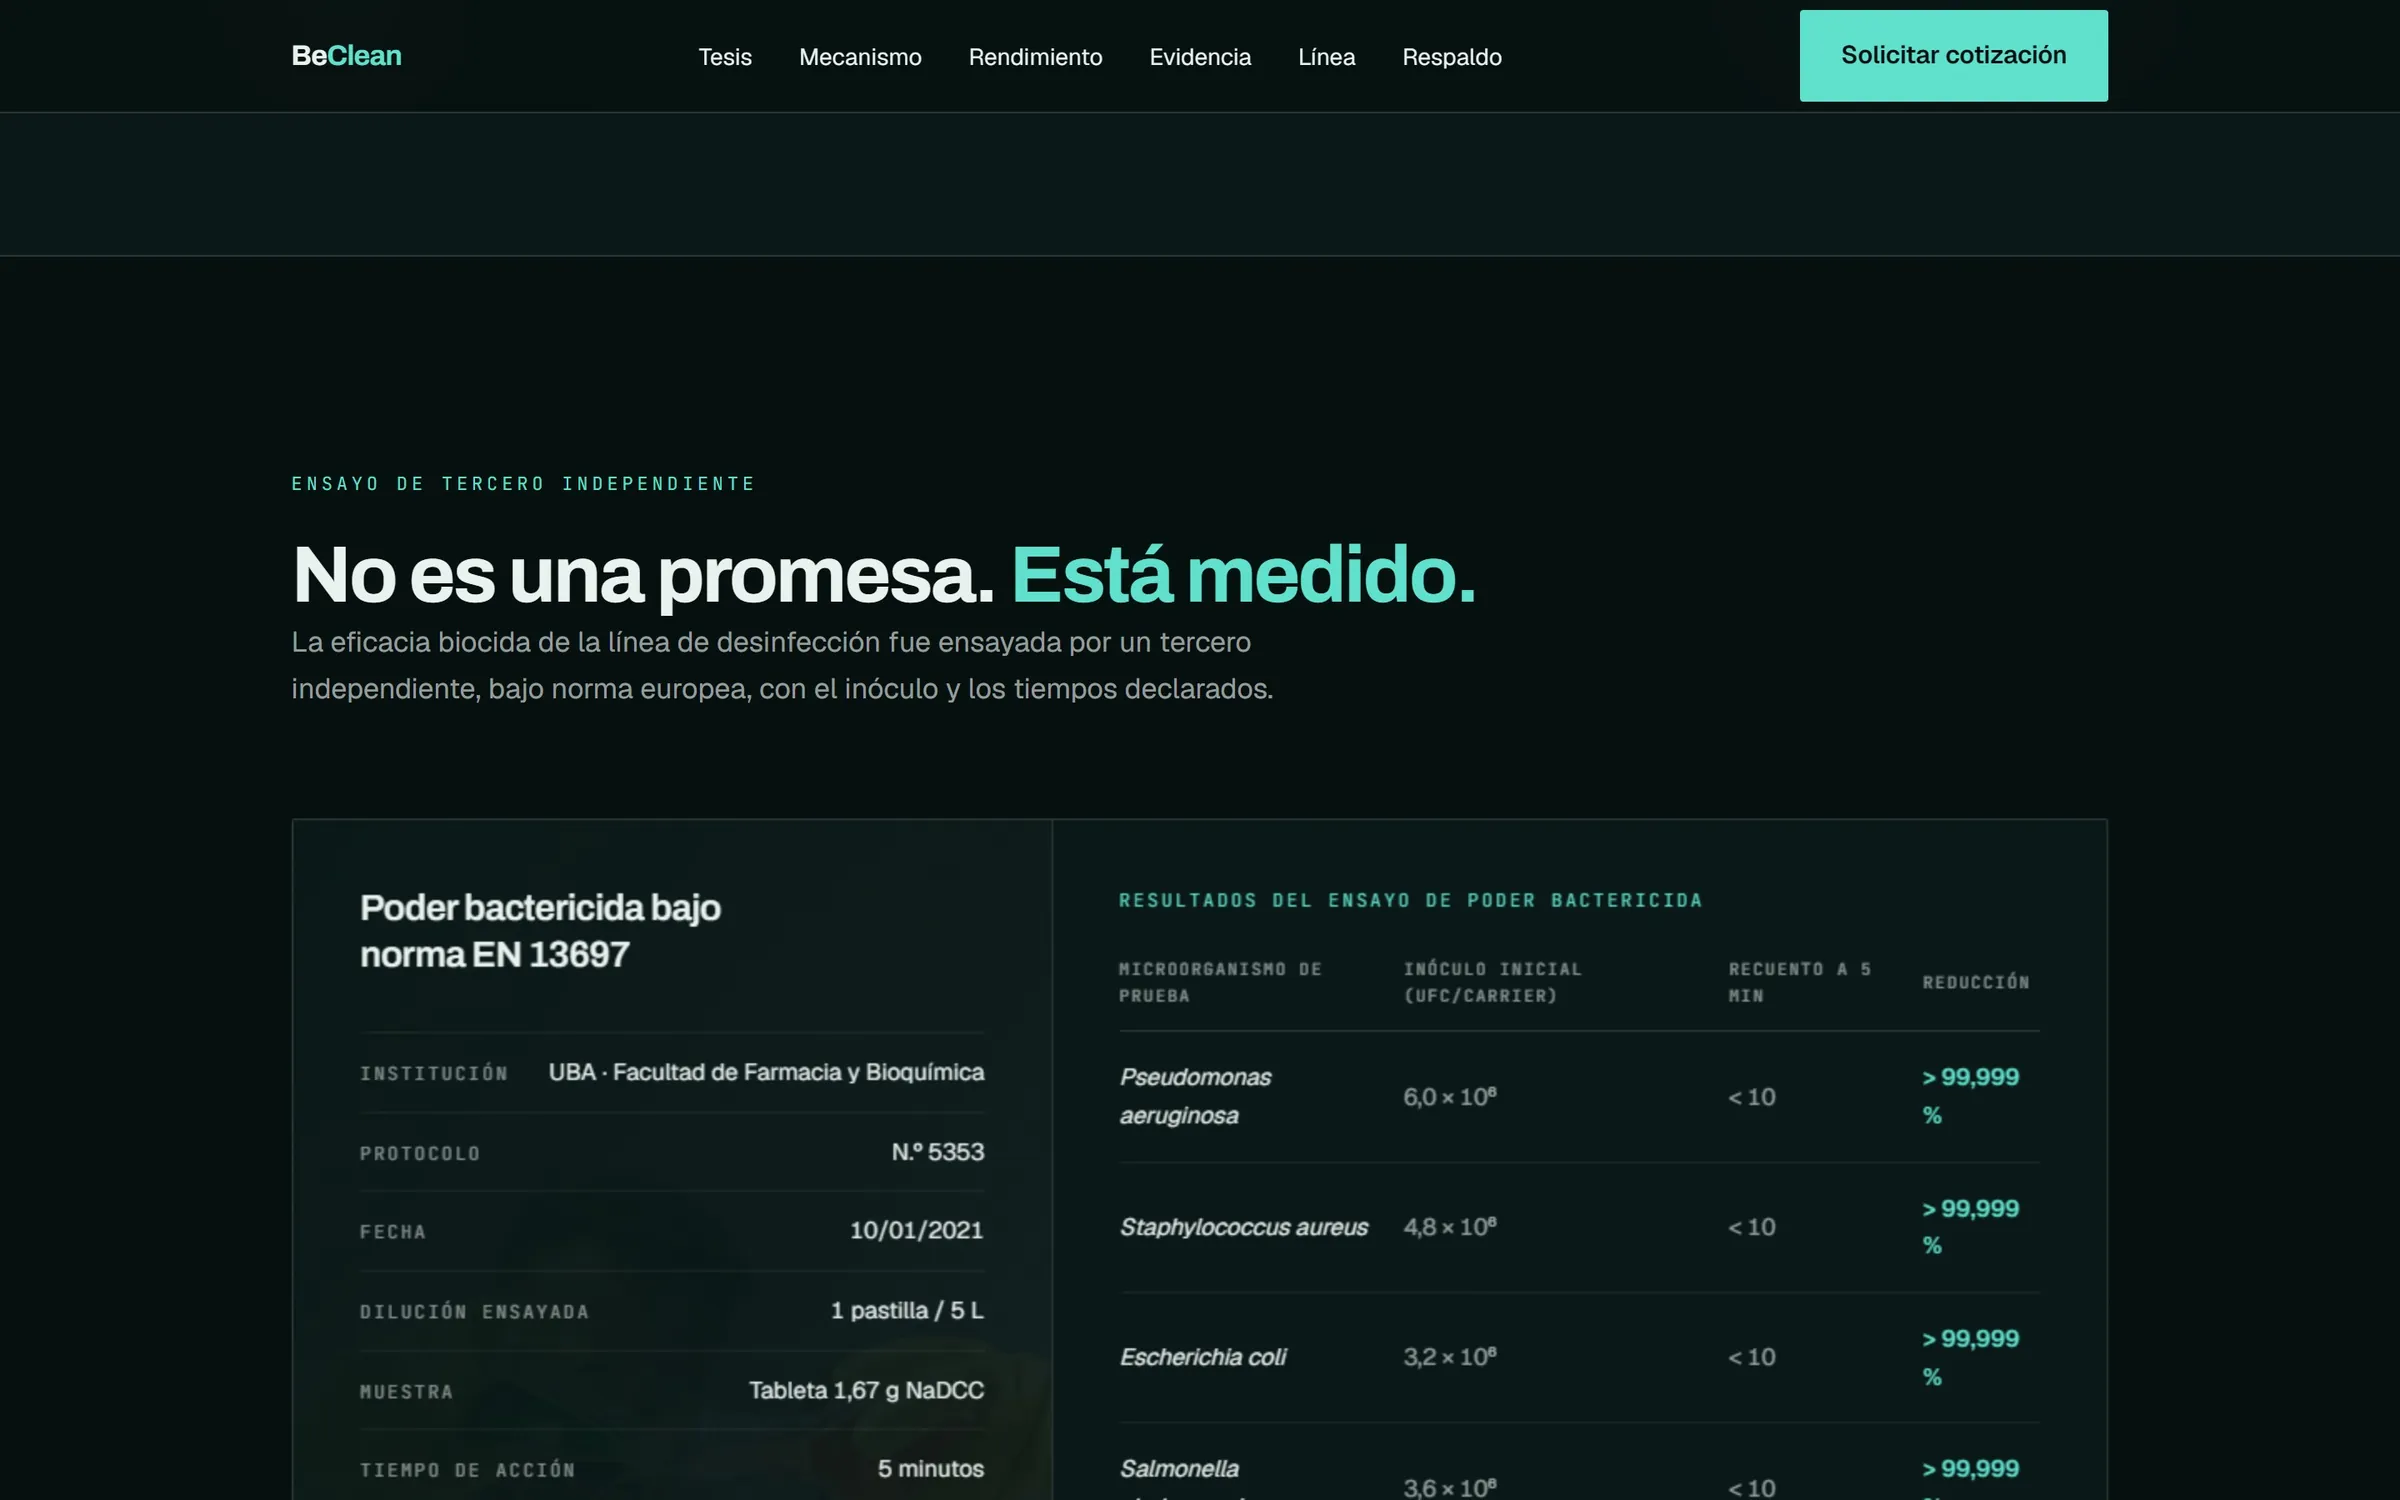 BeClean
Tesis
Mecanismo
Rendimiento
Evidencia
Línea
Respaldo
Solicitar cotización
ENSAYO DE TERCERO INDEPENDIENTE
No es una promesa. Está medido.
La eficacia biocida de la línea de desinfección fue ensayada por un tercero
independiente, bajo norma europea, con el inóculo y los tiempos declarados.
Poder bactericida bajo
norma EN 13697
INSTITUCIÓN UBA · Facultad de Farmacia y Bioquímica
PROTOCOLO N.º 5353
FECHA 10/01/2021
DILUCIÓN ENSAYADA 1 pastilla / 5 L
MUESTRA Tableta 1,67 g NaDCC
TIEMPO DE ACCIÓN 5 minutos
RESULTADOS DEL ENSAYO DE PODER BACTERICIDA
MICROORGANISMO DE
PRUEBA
INÓCULO INICIAL
(UFC/CARRIER)
RECUENTO A 5
MIN
REDUCCIÓN
Pseudomonas
aeruginosa
6,0 × 10⁸
< 10
> 99,999
%
Staphylococcus aureus
4,8 × 10⁸
< 10
> 99,999
%
Escherichia coli
3,2 × 10⁸
< 10
> 99,999
%
Salmonella
3,6 × 10⁸
< 10
> 99,999